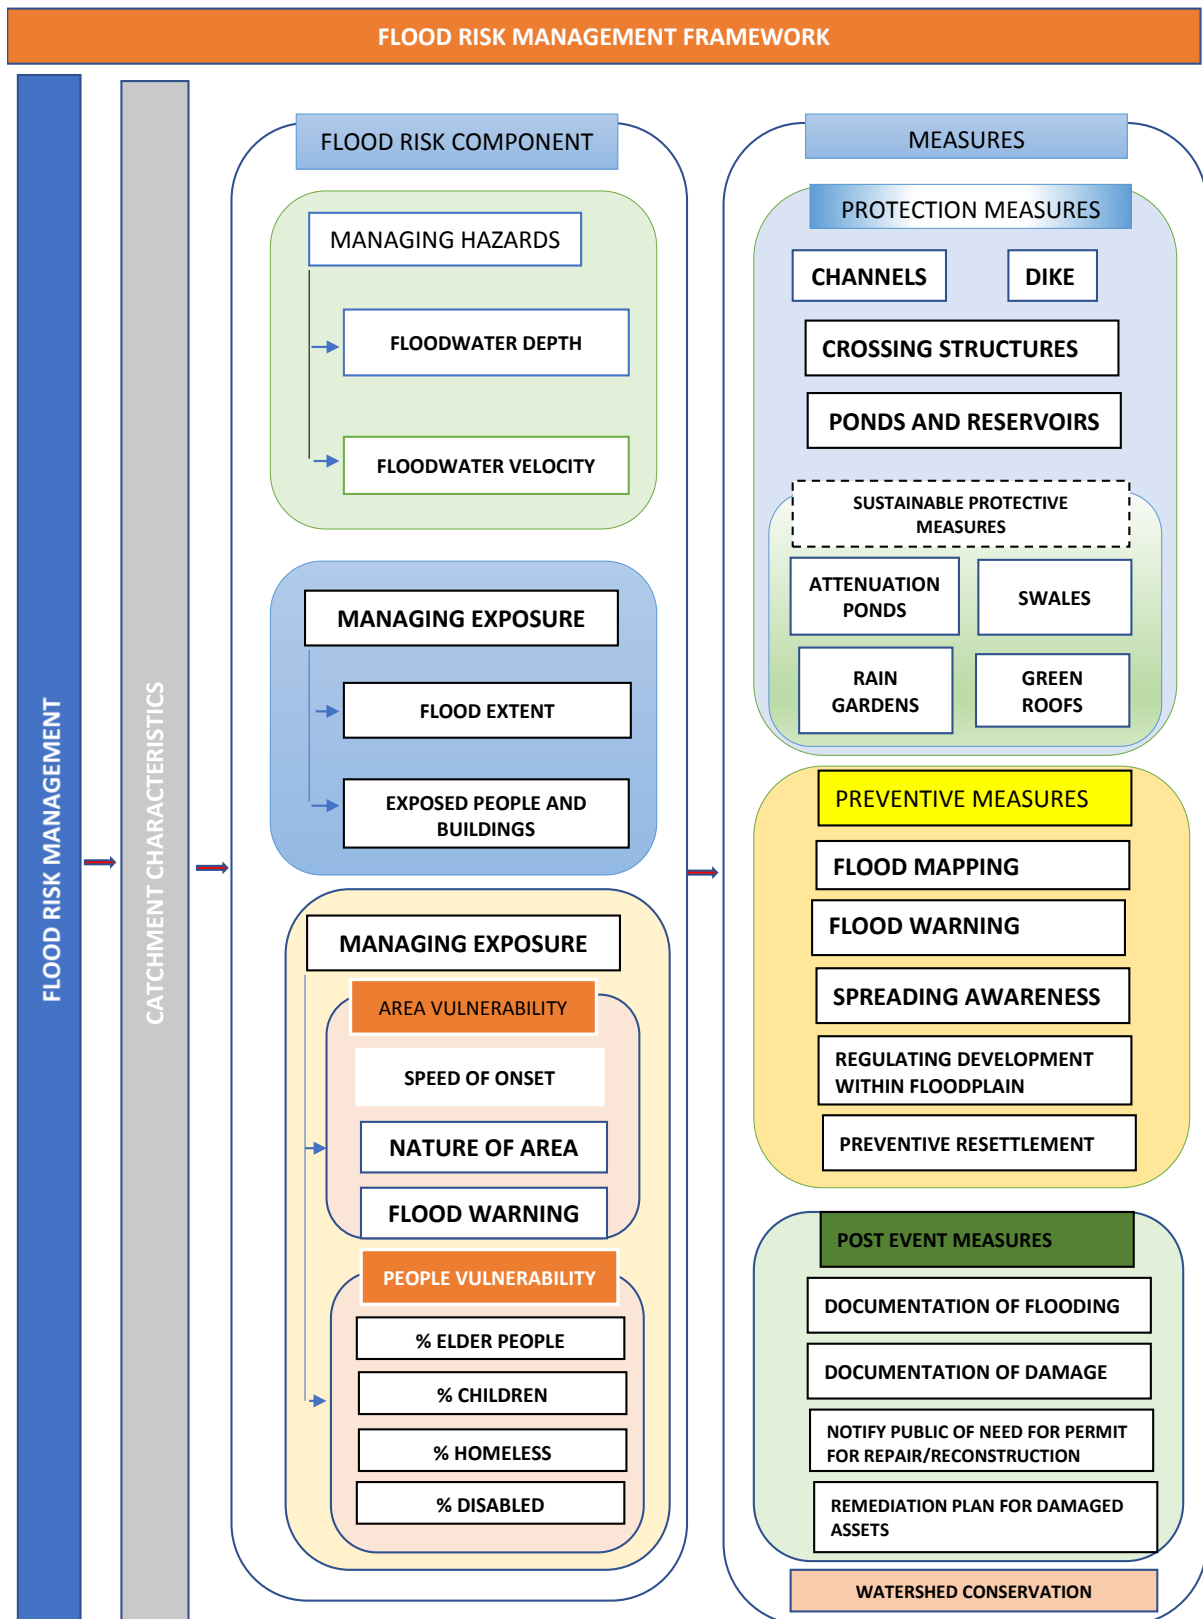 FLOOD RISK MANAGEMENT FRAMEWORK
FLOOD RISK MANAGEMENT
CATCHMENT CHARACTERISTICS
FLOOD RISK COMPONENT
MANAGING HAZARDS
FLOODWATER DEPTH
FLOODWATER VELOCITY
MANAGING EXPOSURE
FLOOD EXTENT
EXPOSED PEOPLE AND
BUILDINGS
MANAGING EXPOSURE
AREA VULNERABILITY
SPEED OF ONSET
NATURE OF AREA
FLOOD WARNING
PEOPLE VULNERABILITY
% ELDER PEOPLE
% CHILDREN
% HOMELESS
% DISABLED
MEASURES
PROTECTION MEASURES
CHANNELS
DIKE
CROSSING STRUCTURES
PONDS AND RESERVOIRS
SUSTAINABLE PROTECTIVE
MEASURES
ATTENUATION
PONDS
SWALES
RAIN
GARDENS
GREEN
ROOFS
PREVENTIVE MEASURES
FLOOD MAPPING
FLOOD WARNING
SPREADING AWARENESS
REGULATING DEVELOPMENT
WITHIN FLOODPLAIN
PREVENTIVE RESETTLEMENT
POST EVENT MEASURES
DOCUMENTATION OF FLOODING
DOCUMENTATION OF DAMAGE
NOTIFY PUBLIC OF NEED FOR PERMIT
FOR REPAIR/RECONSTRUCTION
REMEDIATION PLAN FOR DAMAGED
ASSETS
WATERSHED CONSERVATION